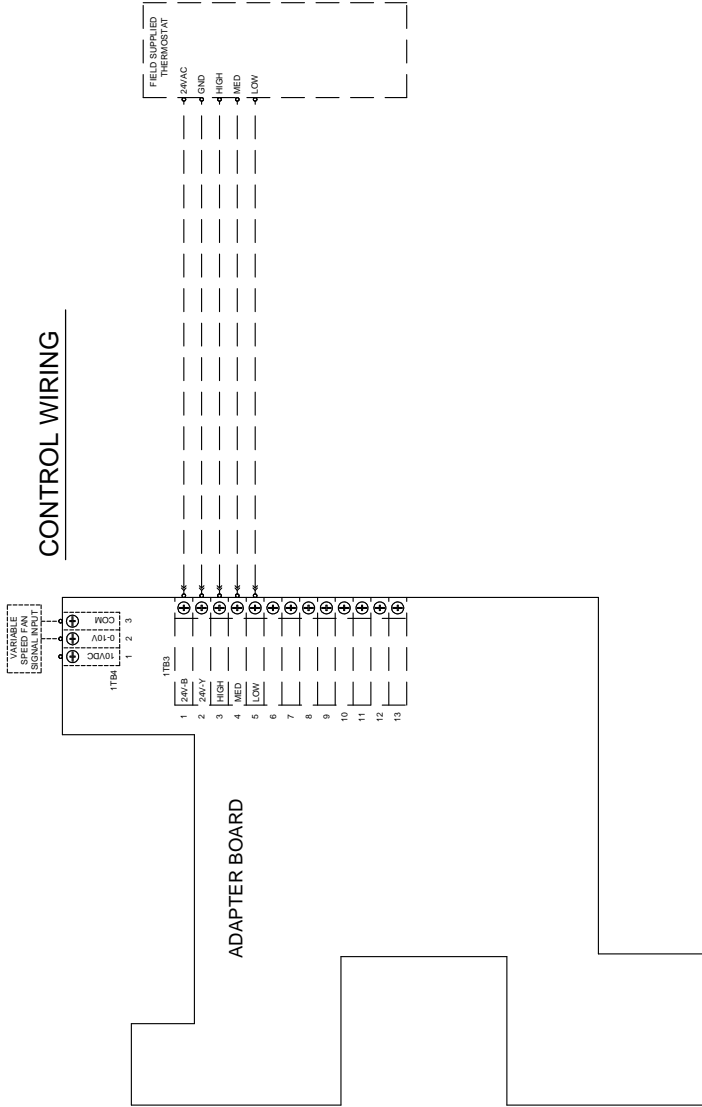 CONTROL WIRING
FIELD SUPPLIED
THERMOSTAT
24VAC
GND
HIGH
MED
LOW
VARIABLE
SPEED FAN
SIGNAL INPUT
10VDC
0-10V
COM
1
2
3
1TB4
1TB3
1 24V-B
2 24V-Y
3 HIGH
4 MED
5 LOW
6
7
8
9
10
11
12
13
ADAPTER BOARD